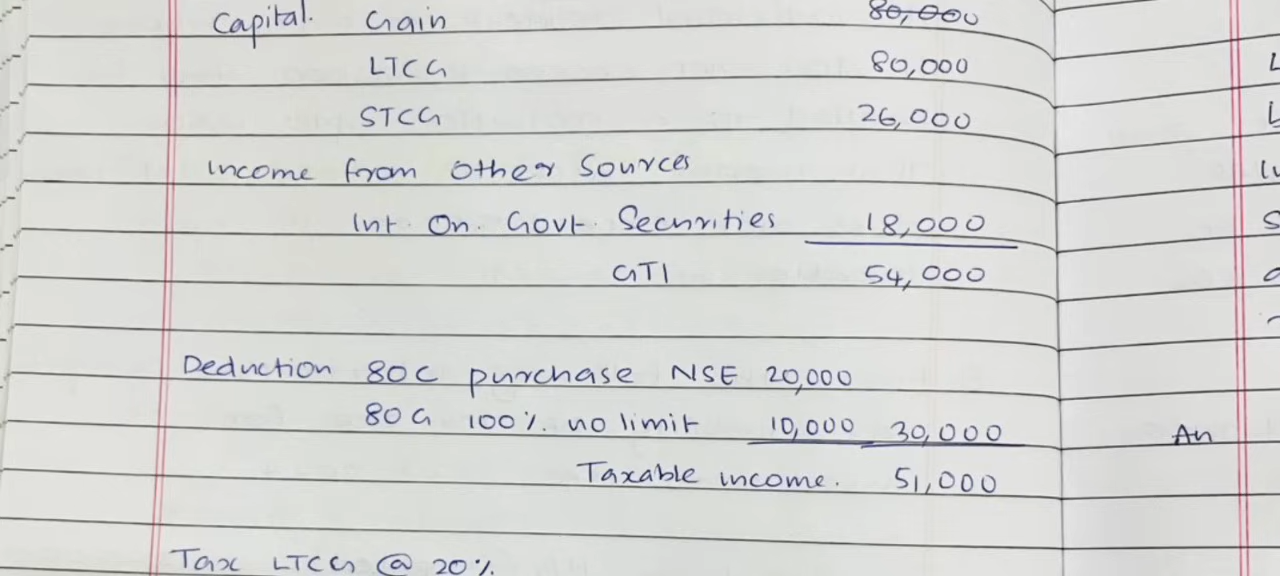 Capital. Gain 80,000
LTCG 80,000
STCG 26,000
Income from Other Sources
Int. On. Govt. Securities 18,000
GTI 54,000
Deduction 80C purchase NSE 20,000
80G 100% no limit 10,000 30,000
An
Taxable income. 51,000
Tax LTCG @ 20%